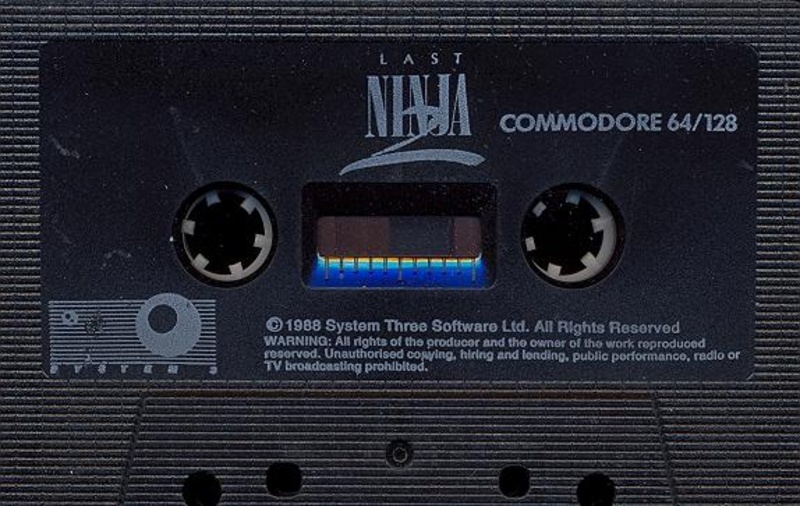 LAST
NINJA
2
COMMODORE 64/128
©1988 System Three Software Ltd. All Rights Reserved
WARNING: All rights of the producer and the owner of the work reproduced
reserved. Unauthorised copying, hiring and lending, public performance, radio or
TV broadcasting prohibited.
SYSTEM 3